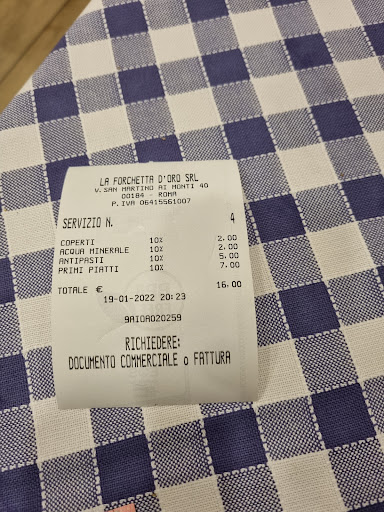 LA FORCHETTA D'ORO SRL
V. SAN MARTINO AI MONTI 40
00184 - ROMA
P. IVA 06415561007
SERVIZIO N. 4
COPERTI 10% 2.00
ACQUA MINERALE 10% 2.00
ANTIPASTI 10% 5.00
PRIMI PIATTI 10% 7.00
TOTALE € 16.00
19-01-2022 20:23
9AIOA020259
RICHIEDERE:
DOCUMENTO COMMERCIALE o FATTURA